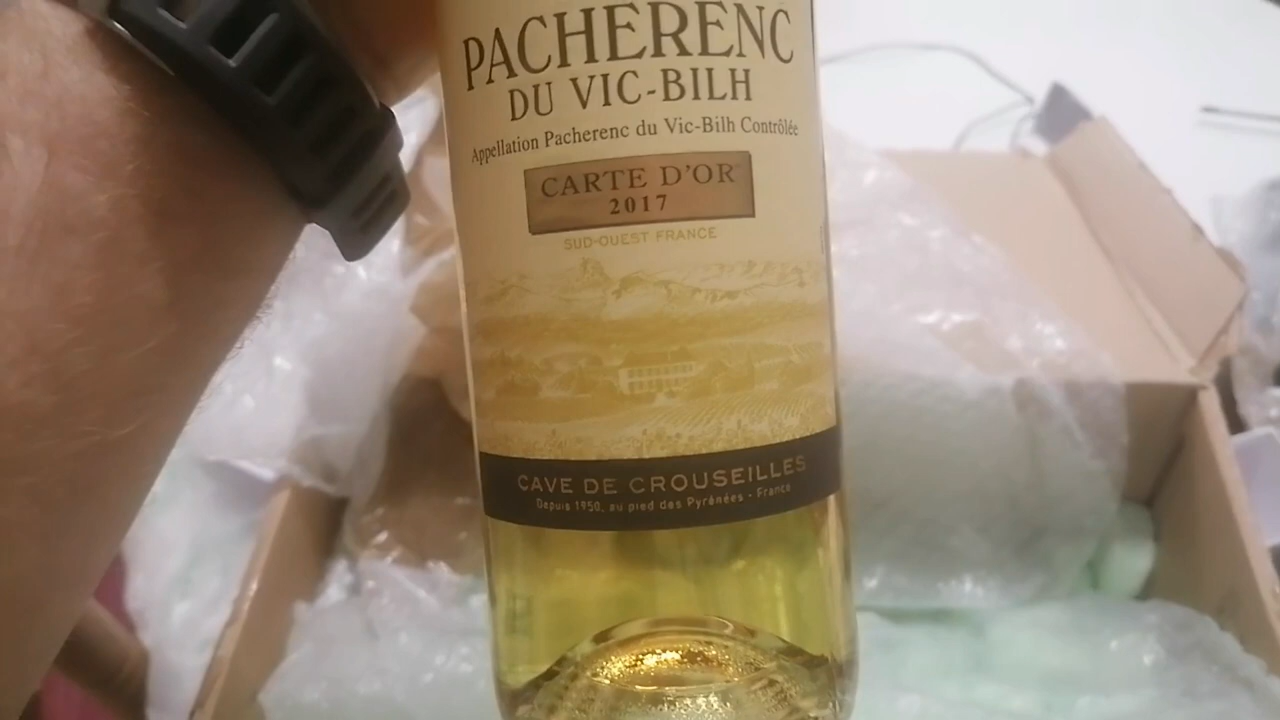 PACHERENC
DU VIC-BILH
Appellation Pacherenc du Vic-Bilh Contrôlée
CARTE D'OR
2017
SUD-OUEST FRANCE
CAVE DE CROUSEILLES
Depuis 1950, au pied des Pyrénées - France